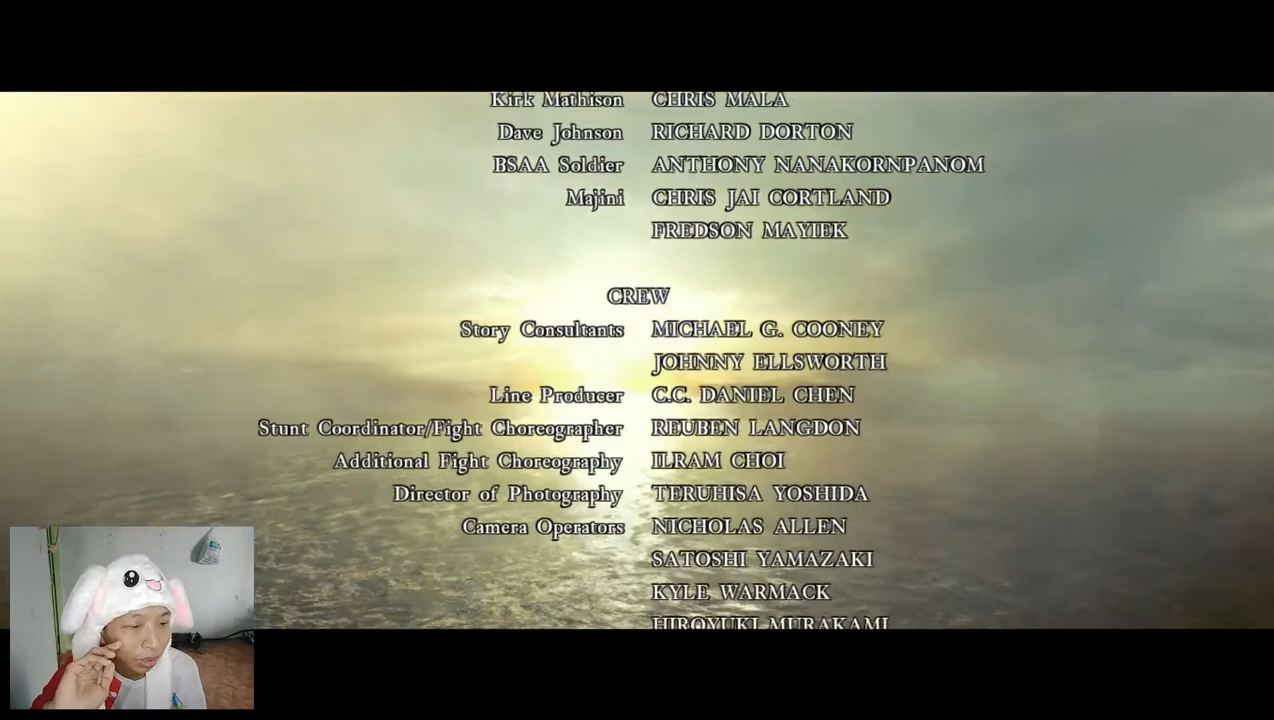 Kirk Mathison CHRIS MALA
Dave Johnson RICHARD DORTON
BSAA Soldier ANTHONY NANAKORNPANOM
Majini CHRIS JAI CORTLAND
FREDSON MAYIEK
CREW
Story Consultants MICHAEL G. COONEY
JOHNNY ELLSWORTH
Line Producer C.C. DANIEL CHEN
Stunt Coordinator/Fight Choreographer REUBEN LANGDON
Additional Fight Choreography ILRAM CHOI
Director of Photography TERUHISA YOSHIDA
Camera Operators NICHOLAS ALLEN
SATOSHI YAMAZAKI
KYLE WARMACK
HIROYUKI MURAKAMI